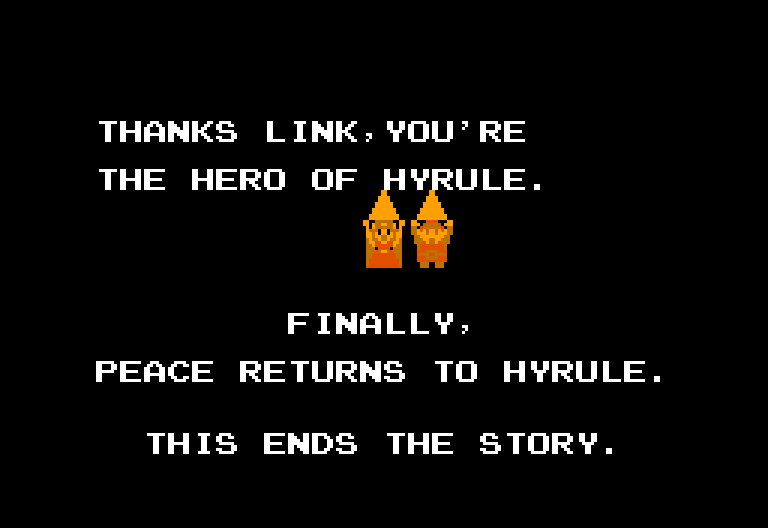 THANKS LINK,YOU'RE
THE HERO OF HYRULE.
FINALLY,
PEACE RETURNS TO HYRULE.
THIS ENDS THE STORY.